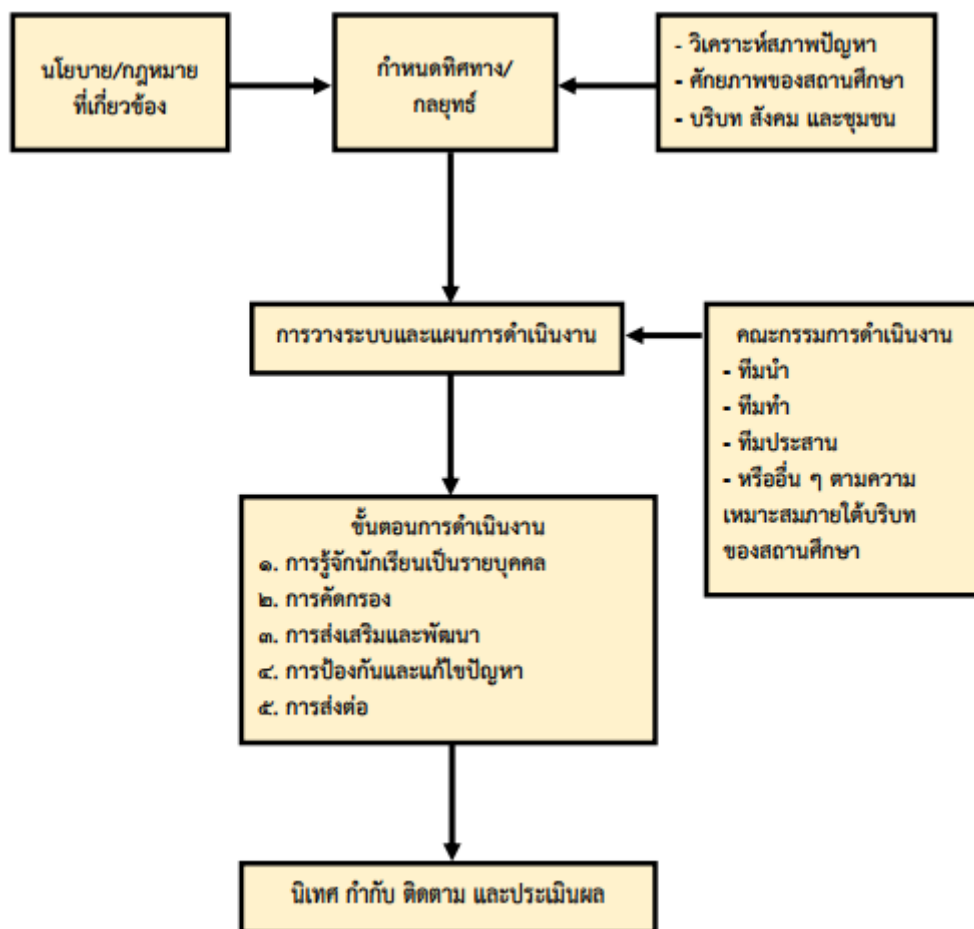 นโยบาย/กฎหมาย
ที่เกี่ยวข้อง
กำหนดทิศทาง/
กลยุทธ์
- วิเคราะห์สภาพปัญหา
- ศักยภาพของสถานศึกษา
- บริบท สังคม และชุมชน
การวางระบบและแผนการดำเนินงาน
คณะกรรมการดำเนินงาน
- ทีมนำ
- ทีมทำ
- ทีมประสาน
- หรืออื่น ๆ ตามความ
เหมาะสมภายใต้บริบท
ของสถานศึกษา
ขั้นตอนการดำเนินงาน
๑. การรู้จักนักเรียนเป็นรายบุคคล
๒. การคัดกรอง
๓. การส่งเสริมและพัฒนา
๔. การป้องกันและแก้ไขปัญหา
๕. การส่งต่อ
นิเทศ กำกับ ติดตาม และประเมินผล